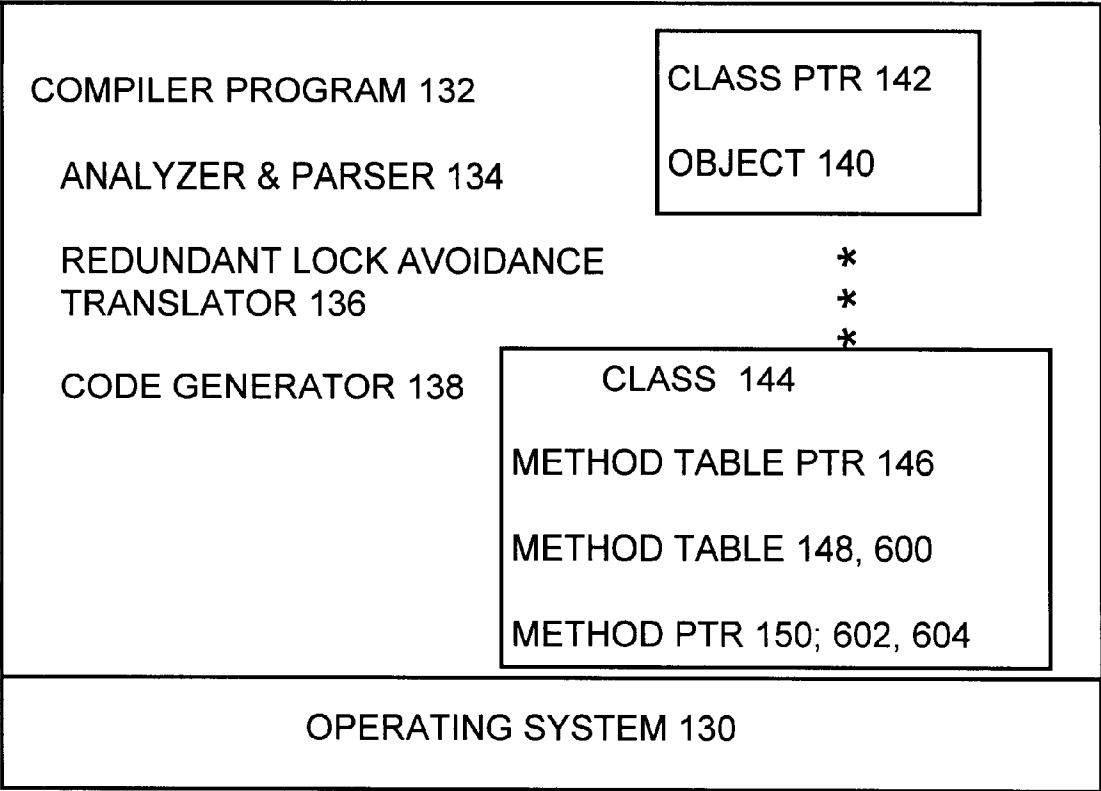 COMPILER PROGRAM 132
ANALYZER & PARSER 134
REDUNDANT LOCK AVOIDANCE
TRANSLATOR 136
CODE GENERATOR 138
CLASS PTR 142
OBJECT 140
*
*
*
CLASS 144
METHOD TABLE PTR 146
METHOD TABLE 148, 600
METHOD PTR 150; 602, 604
OPERATING SYSTEM 130